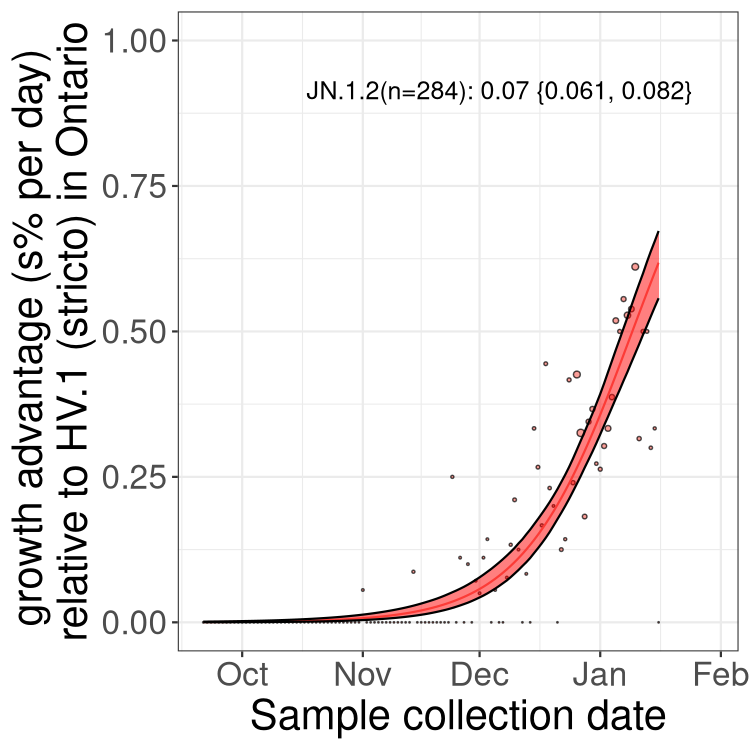 growth advantage (s% per day)
relative to HV.1 (stricto) in Ontario
1.00
0.75
0.50
0.25
0.00
JN.1.2(n=284): 0.07 {0.061, 0.082}
Oct Nov Dec Jan Feb
Sample collection date